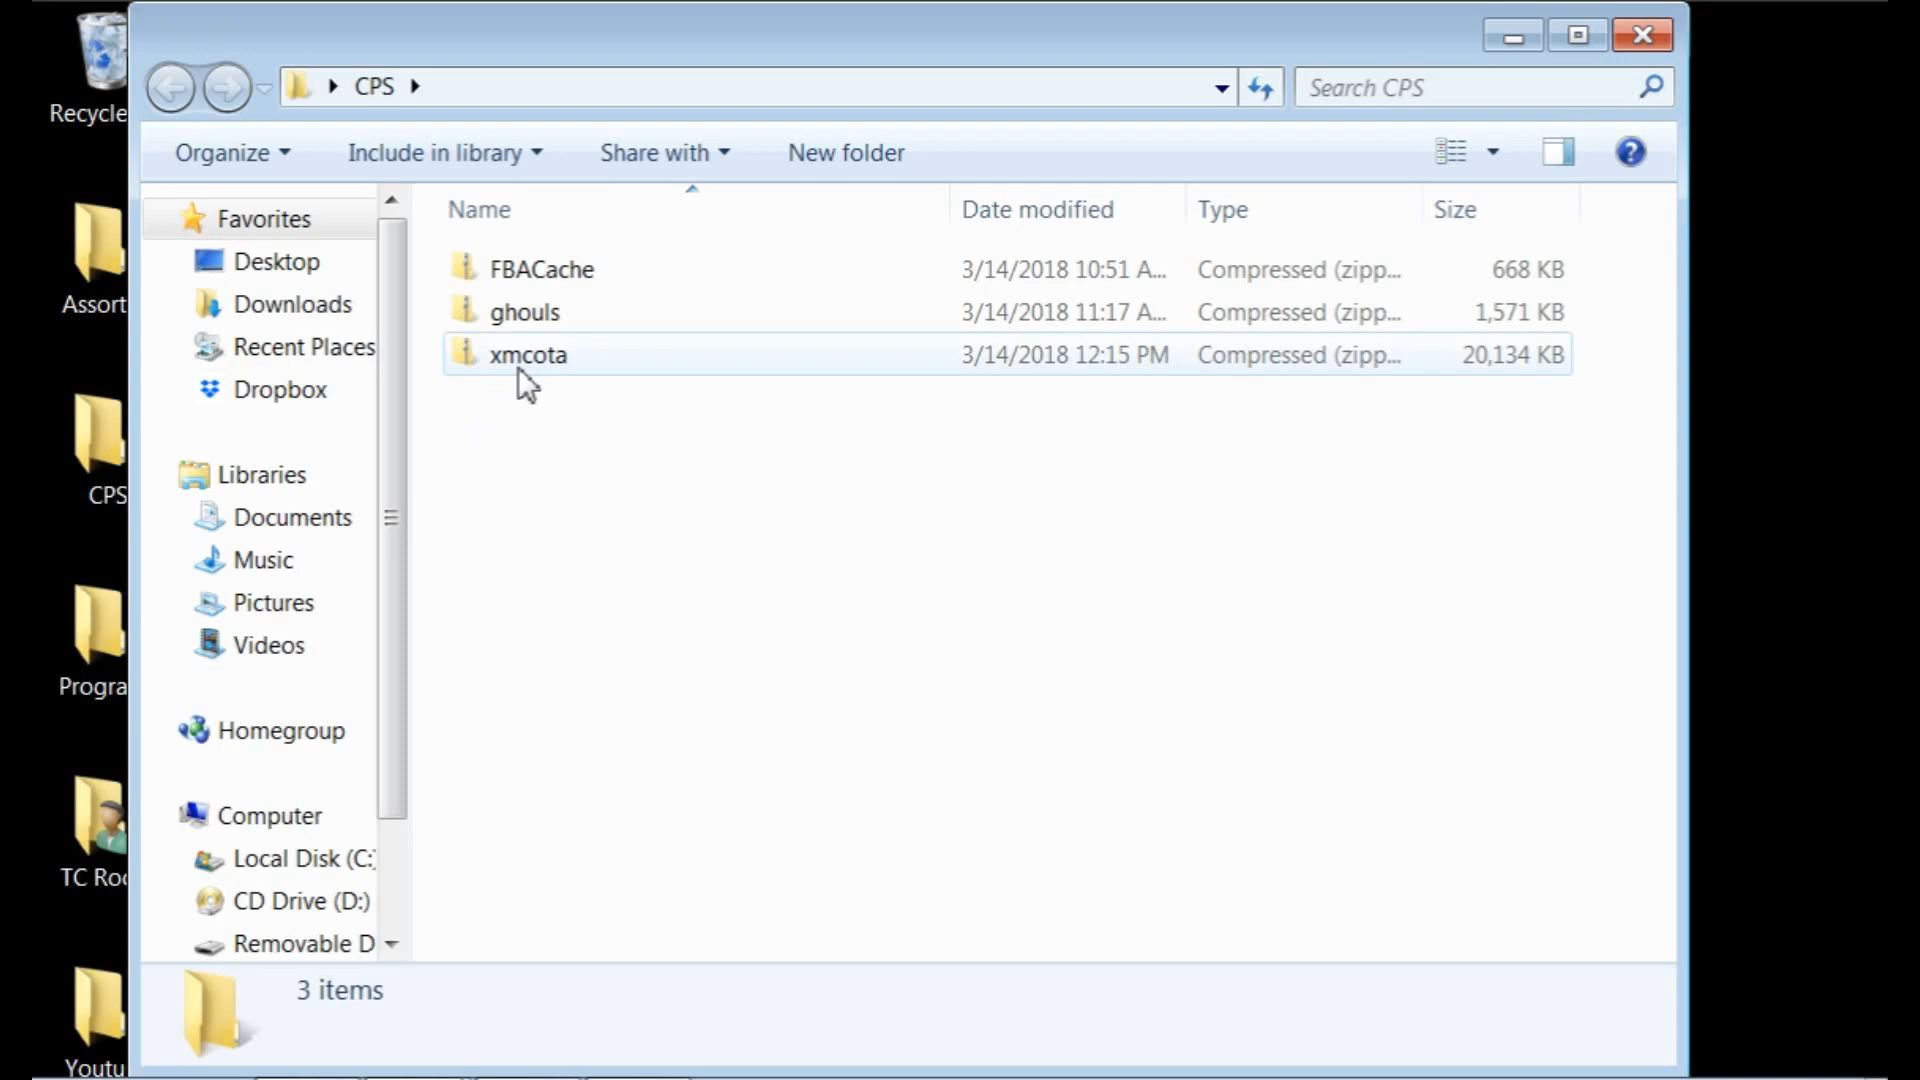 CPS
Search CPS
Organize
Include in library
Share with
New folder
Name
Date modified
Type
Size
FBACache
3/14/2018 10:51 A...
Compressed (zipp...
668 KB
ghouls
3/14/2018 11:17 A...
Compressed (zipp...
1,571 KB
xmcota
3/14/2018 12:15 PM
Compressed (zipp...
20,134 KB
Favorites
Desktop
Downloads
Recent Places
Dropbox
Libraries
Documents
Music
Pictures
Videos
Homegroup
Computer
Local Disk (C:)
CD Drive (D:)
Removable D
3 items
Recycle
Assort
CPS
Progra
TC Roc
Youtu